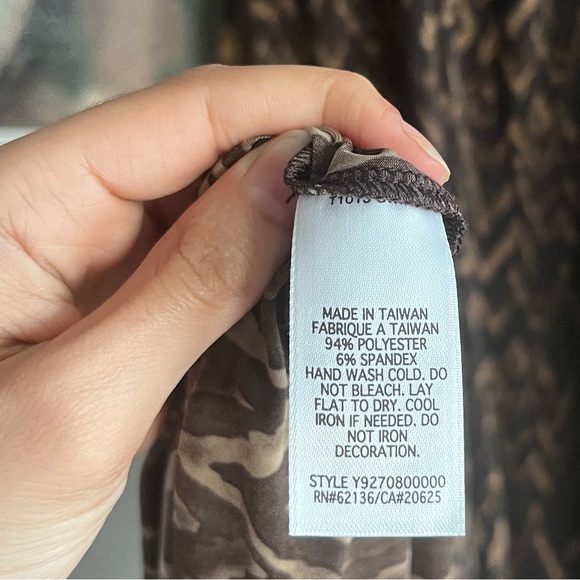 MADE IN TAIWAN
FABRIQUE A TAIWAN
94% POLYESTER
6% SPANDEX
HAND WASH COLD. DO
NOT BLEACH. LAY
FLAT TO DRY. COOL
IRON IF NEEDED. DO
NOT IRON
DECORATION.
STYLE Y9270800000
RN#62136/CA#20625